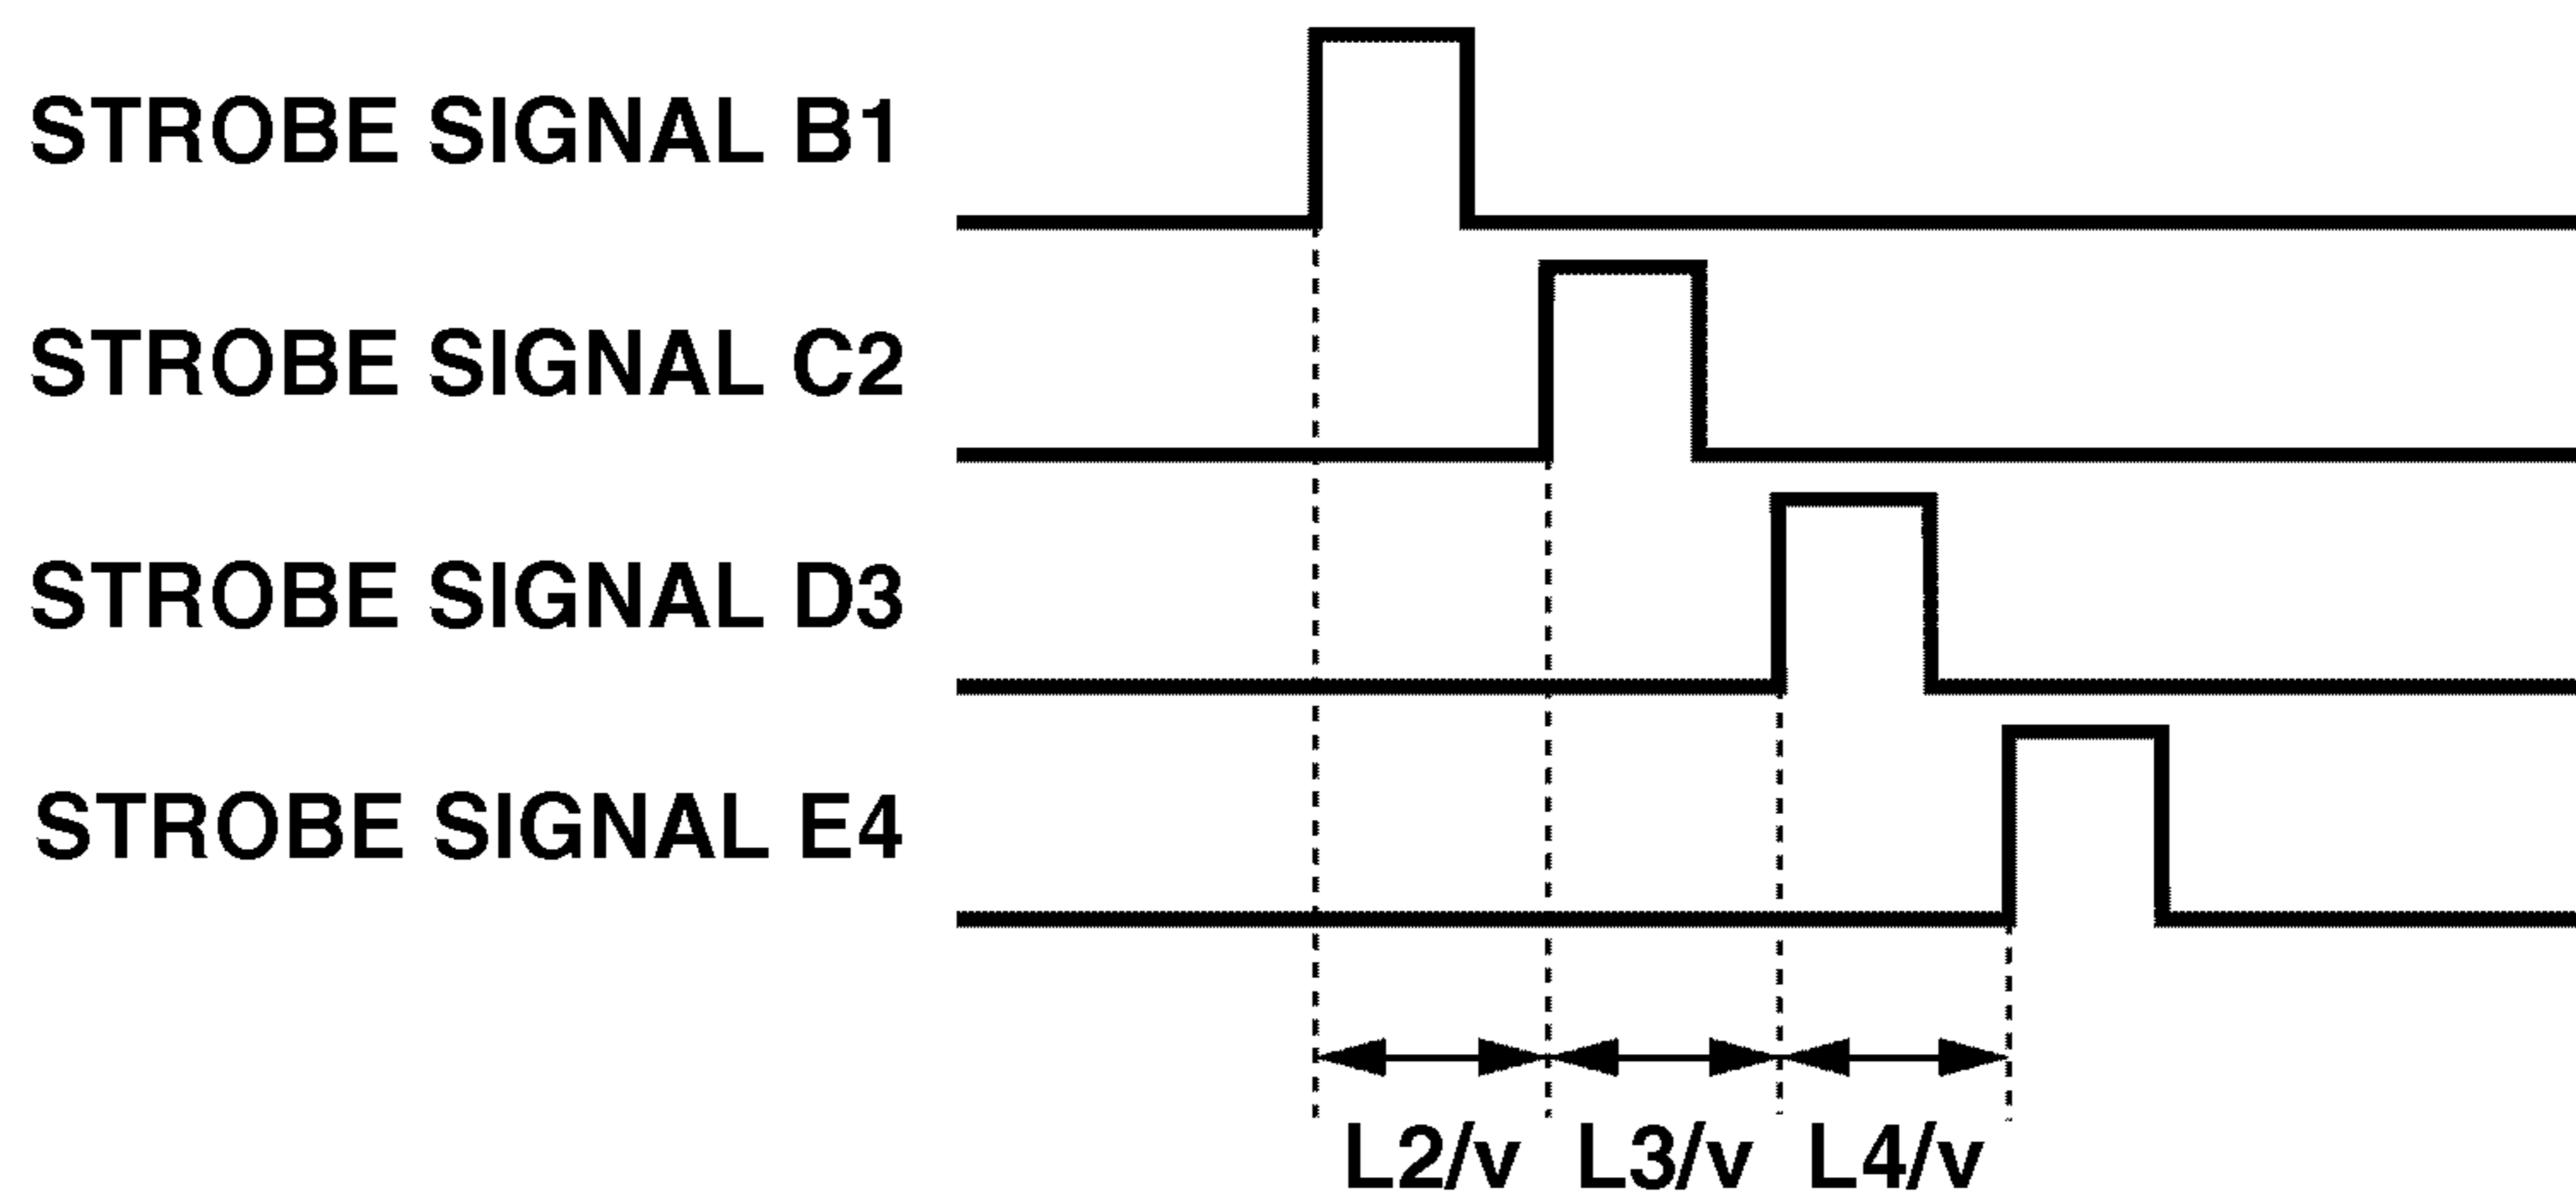 STROBE SIGNAL B1
STROBE SIGNAL C2
STROBE SIGNAL D3
STROBE SIGNAL E4
L2/v L3/v L4/v